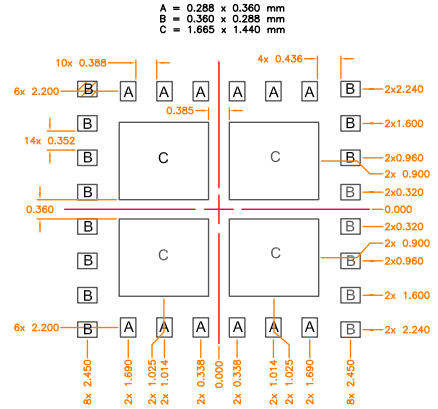 A = 0.288 x 0.360 mm
B = 0.360 x 0.288 mm
C = 1.665 x 1.440 mm
10x 0.388
4x 0.436
6x 2.200
B A A A A A A B
2x2.240
0.385
B
B
2x1.600
14x 0.352
B
C
C
B
2x0.960
2x 0.900
B
B
2x0.320
0.360
0.000
B
B
2x0.320
C
C
2x 0.900
B
B
2x0.960
B
B
2x 1.600
6x 2.200
B A A A A A A B
2x 2.240
8x 2.450
2x 1.690
2x 1.025
2x 1.014
2x 0.338
0.000
2x 0.338
2x 1.014
2x 1.025
2x 1.690
8x 2.450